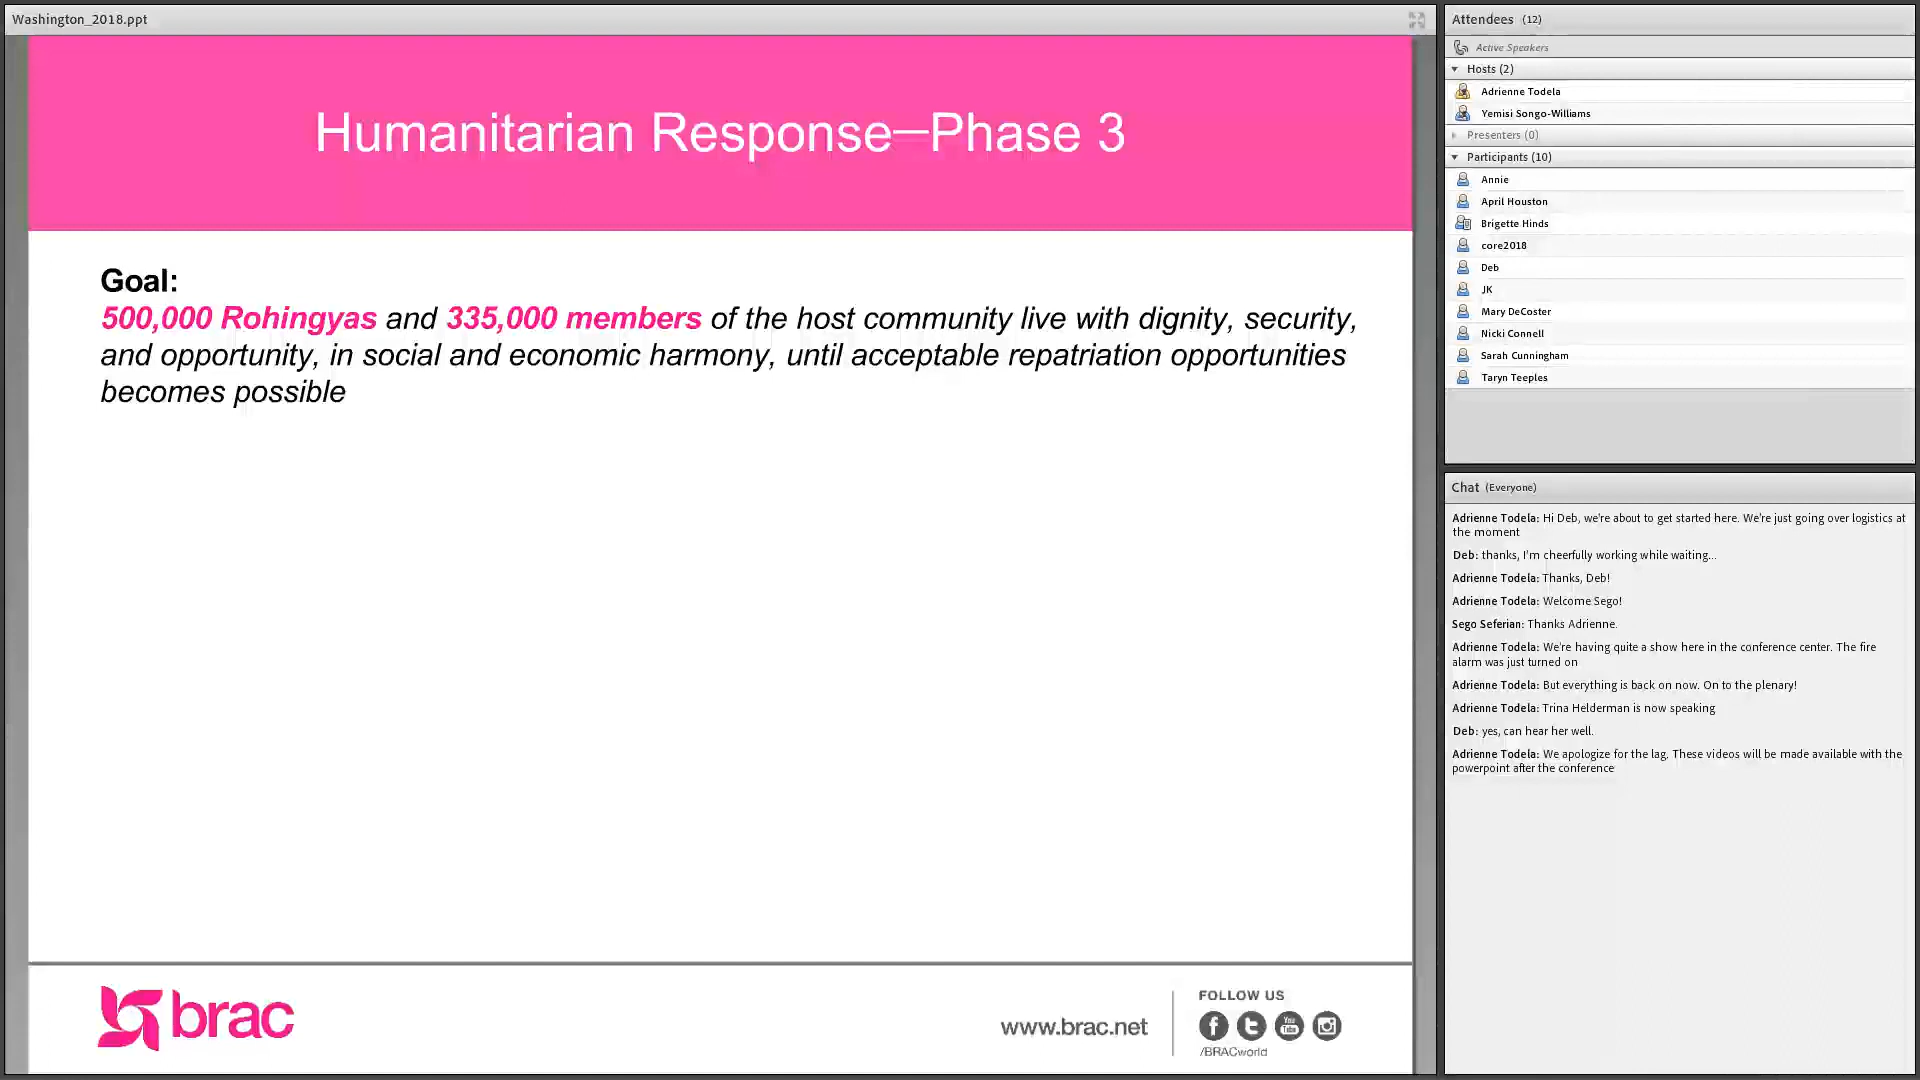 Washington_2018.ppt
Humanitarian Response—Phase 3
Goal:
500,000 Rohingyas and 335,000 members of the host community live with dignity, security,
and opportunity, in social and economic harmony, until acceptable repatriation opportunities
becomes possible
brac
www.brac.net
FOLLOW US
You
Tube
/BRACworld
Attendees (12)
Active Speakers
Hosts (2)
Adrienne Todela
Yemisi Songo-Williams
Presenters (0)
Participants (10)
Annie
April Houston
Brigette Hinds
core2018
Deb
JK
Mary DeCoster
Nicki Connell
Sarah Cunningham
Taryn Teeples
Chat (Everyone)
Adrienne Todela: Hi Deb, we're about to get started here. We're just going over logistics at
the moment
Deb: thanks, I'm cheerfully working while waiting...
Adrienne Todela: Thanks, Deb!
Adrienne Todela: Welcome Sego!
Sego Seferian: Thanks Adrienne.
Adrienne Todela: We're having quite a show here in the conference center. The fire
alarm was just turned on
Adrienne Todela: But everything is back on now. On to the plenary!
Adrienne Todela: Trina Helderman is now speaking
Deb: yes, can hear her well.
Adrienne Todela: We apologize for the lag. These videos will be made available with the
powerpoint after the conference